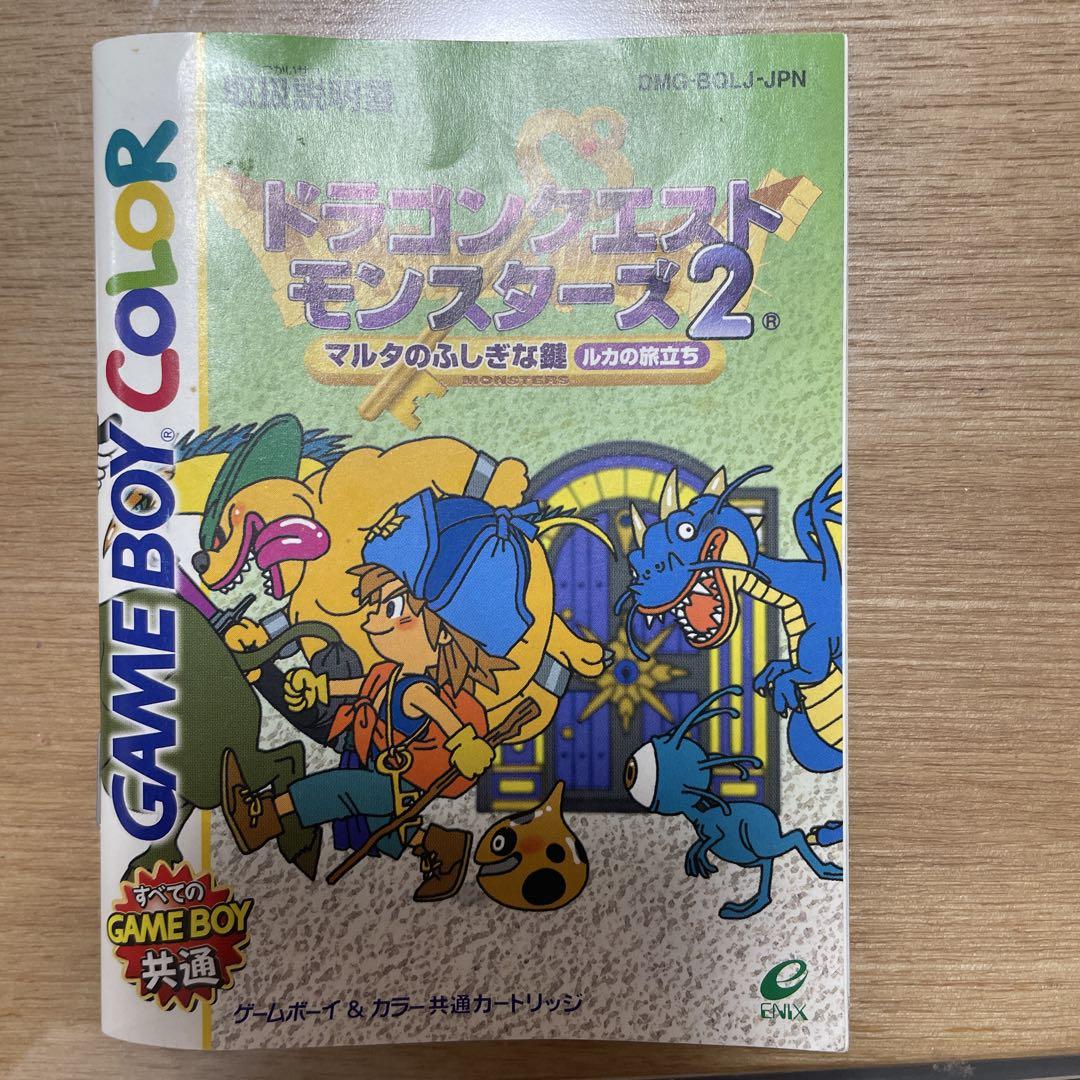 取扱説明書
DMG-BQLJ-JPN
ドラゴンクエスト
モンスターズ2®
マルタのふしぎな鍵 ルカの旅立ち
MONSTERS
GAME BOY® COLOR
すべての
GAME BOY
共通
ゲームボーイ & カラー共通カートリッジ
ENIX